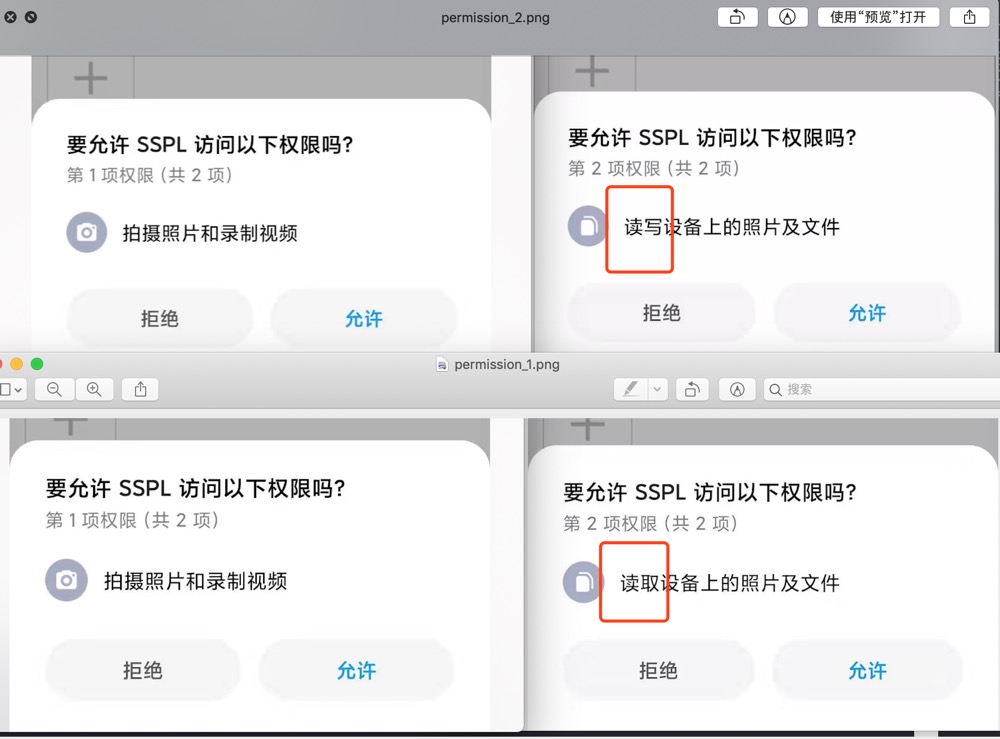 permission_2.png
使用“预览”打开
要允许 SSPL 访问以下权限吗?
第 1 项权限 (共 2 项)
拍摄照片和录制视频
拒绝
允许
要允许 SSPL 访问以下权限吗?
第 2 项权限 (共 2 项)
读写设备上的照片及文件
拒绝
允许
permission_1.png
搜索
要允许 SSPL 访问以下权限吗?
第 1 项权限 (共 2 项)
拍摄照片和录制视频
拒绝
允许
要允许 SSPL 访问以下权限吗?
第 2 项权限 (共 2 项)
读取设备上的照片及文件
拒绝
允许